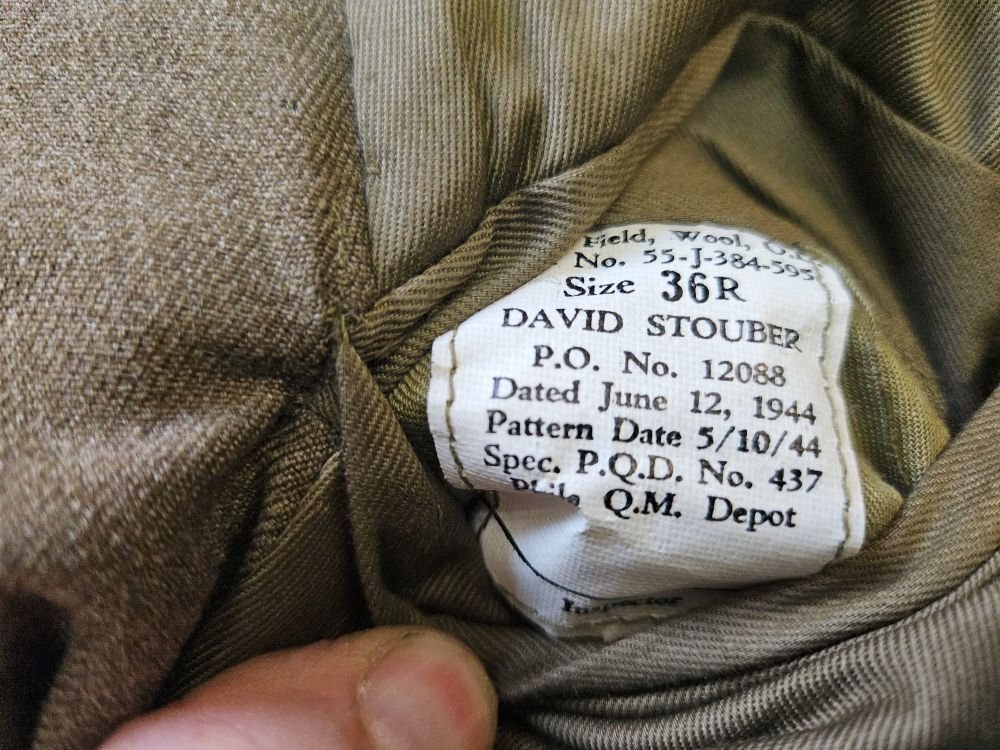 Field, Wool, O.D.
No. 55-J-384-595
Size 36R
DAVID STOUBER
P.O. No. 12088
Dated June 12, 1944
Pattern Date 5/10/44
Spec. P.Q.D. No. 437
Phila Q.M. Depot
Inspector